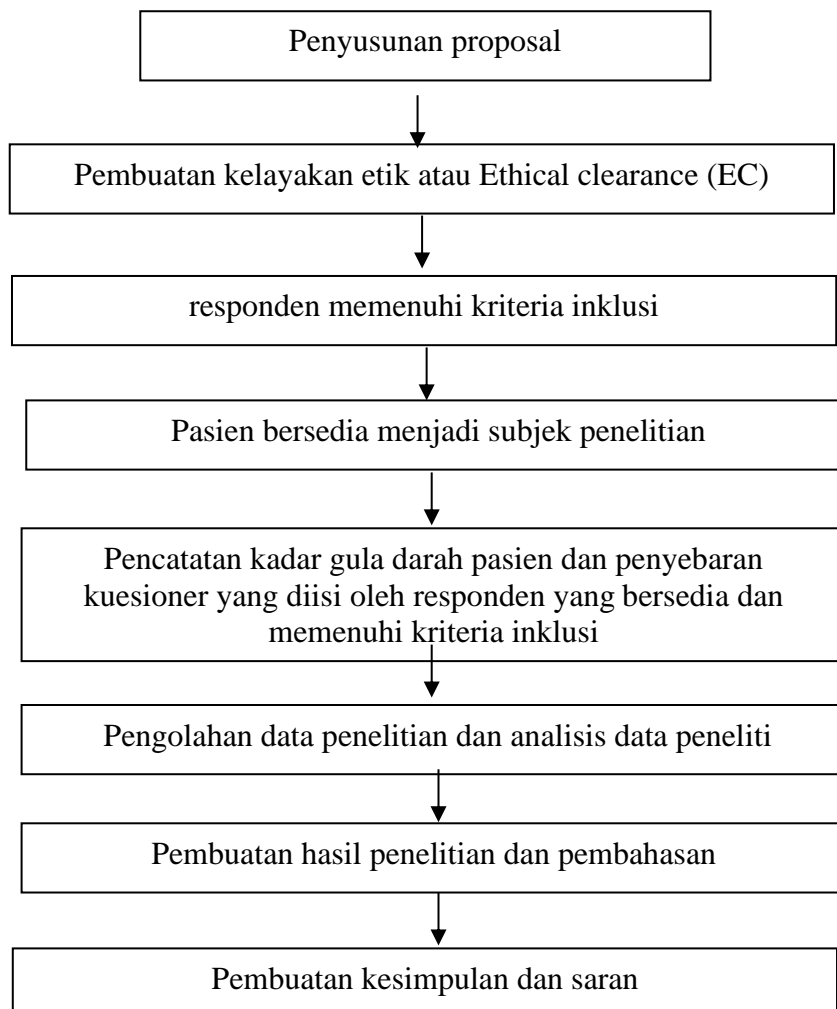 Penyusunan proposal
Pembuatan kelayakan etik atau Ethical clearance (EC)
responden memenuhi kriteria inklusi
Pasien bersedia menjadi subjek penelitian
Pencatatan kadar gula darah pasien dan penyebaran
kuesioner yang diisi oleh responden yang bersedia dan
memenuhi kriteria inklusi
Pengolahan data penelitian dan analisis data peneliti
Pembuatan hasil penelitian dan pembahasan
Pembuatan kesimpulan dan saran